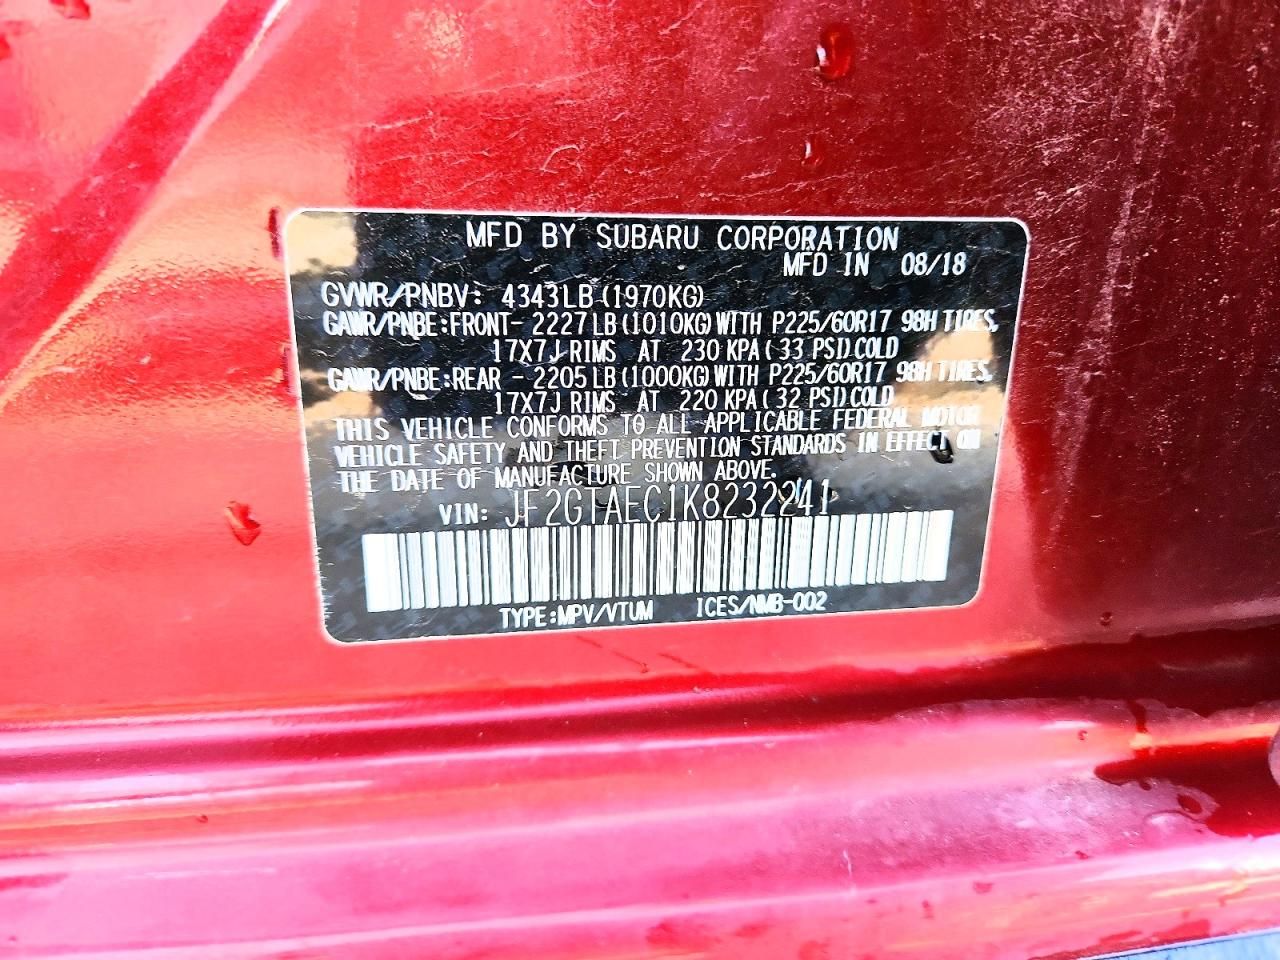 MFD BY SUBARU CORPORATION
MFD IN 08/18
GVWR/PNBV: 4343LB(1970KG)
GAWR/PNBE:FRONT- 2227LB(1010KG)WITH P225/60R17 98H TIRES,
17X7J RIMS AT 230 KPA(33 PSI)COLD
GAWR/PNBE:REAR - 2205LB(1000KG)WITH P225/60R17 98H TIRES,
17X7J RIMS AT 220 KPA(32 PSI)COLD
THIS VEHICLE CONFORMS TO ALL APPLICABLE FEDERAL MOTOR
VEHICLE SAFETY AND THEFT PREVENTION STANDARDS IN EFFECT ON
THE DATE OF MANUFACTURE SHOWN ABOVE.
VIN: JF2GTAEC1K8232241
TYPE:MPV/VTUM ICES/NMB-002